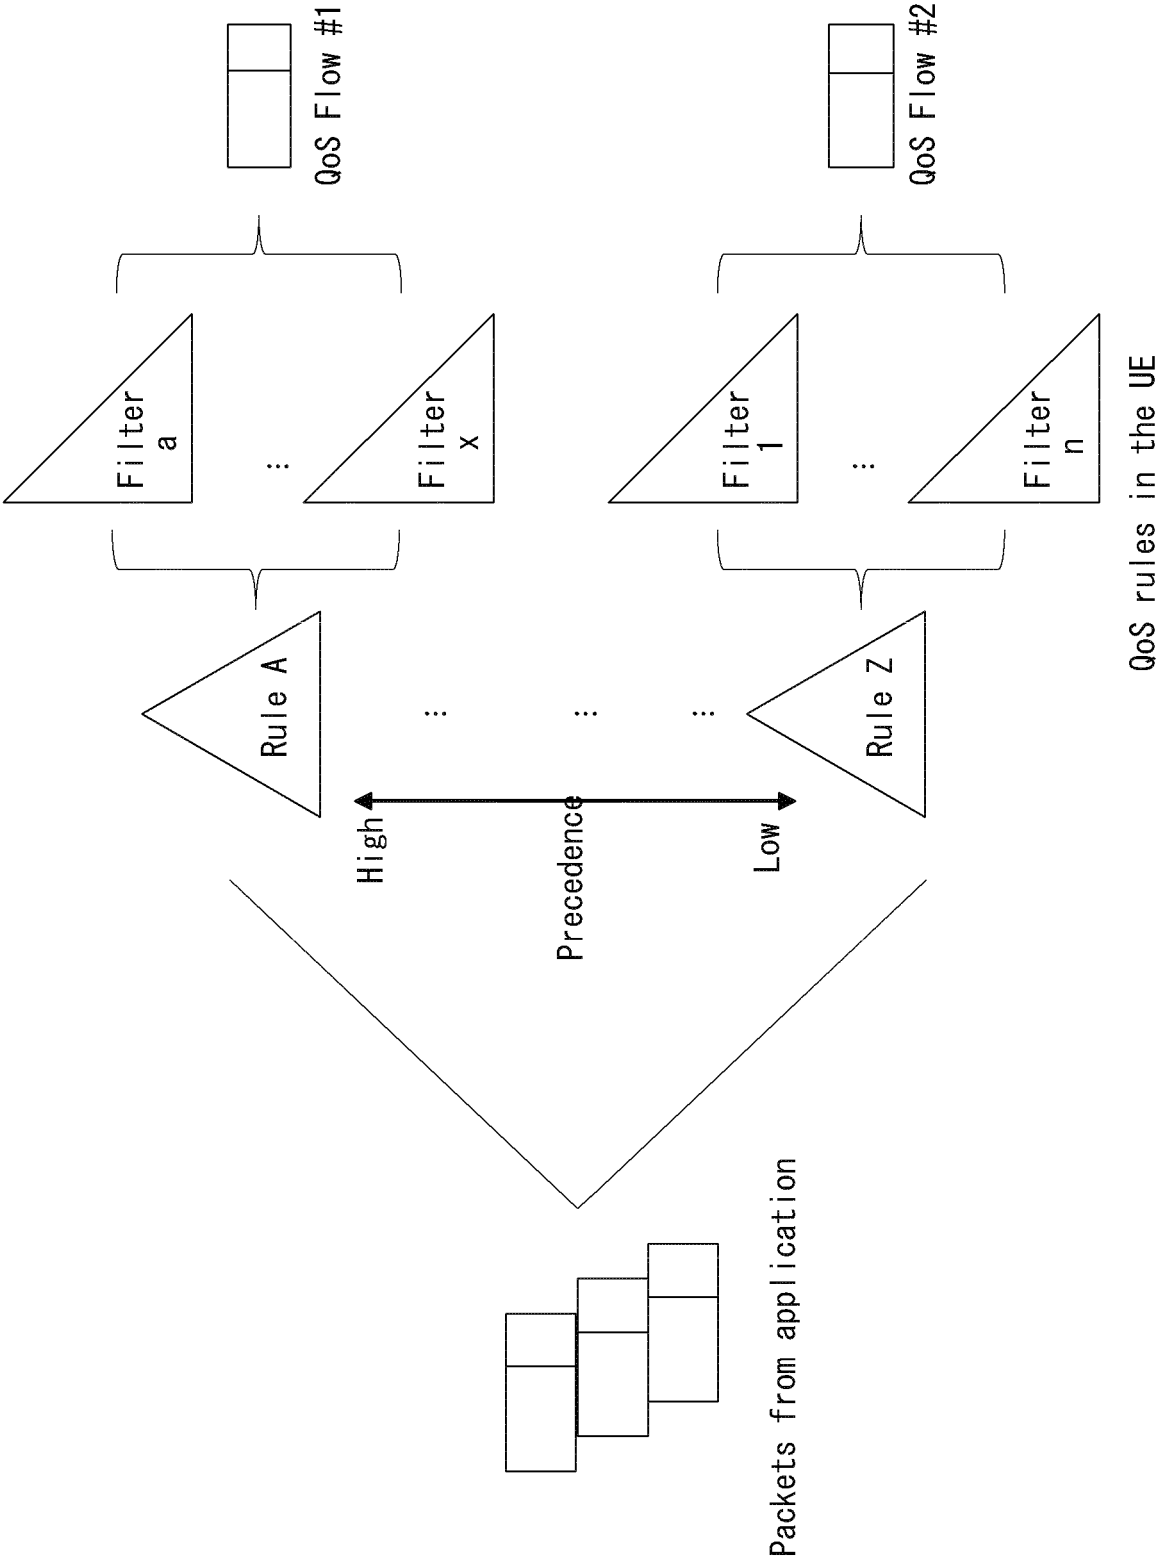 Packets from application
High
Precedence
Low
Rule A
⋮
⋮
⋮
Rule Z
Filter
a
⋮
Filter
x
Filter
1
⋮
Filter
n
QoS Flow #1
QoS Flow #2
QoS rules in the UE